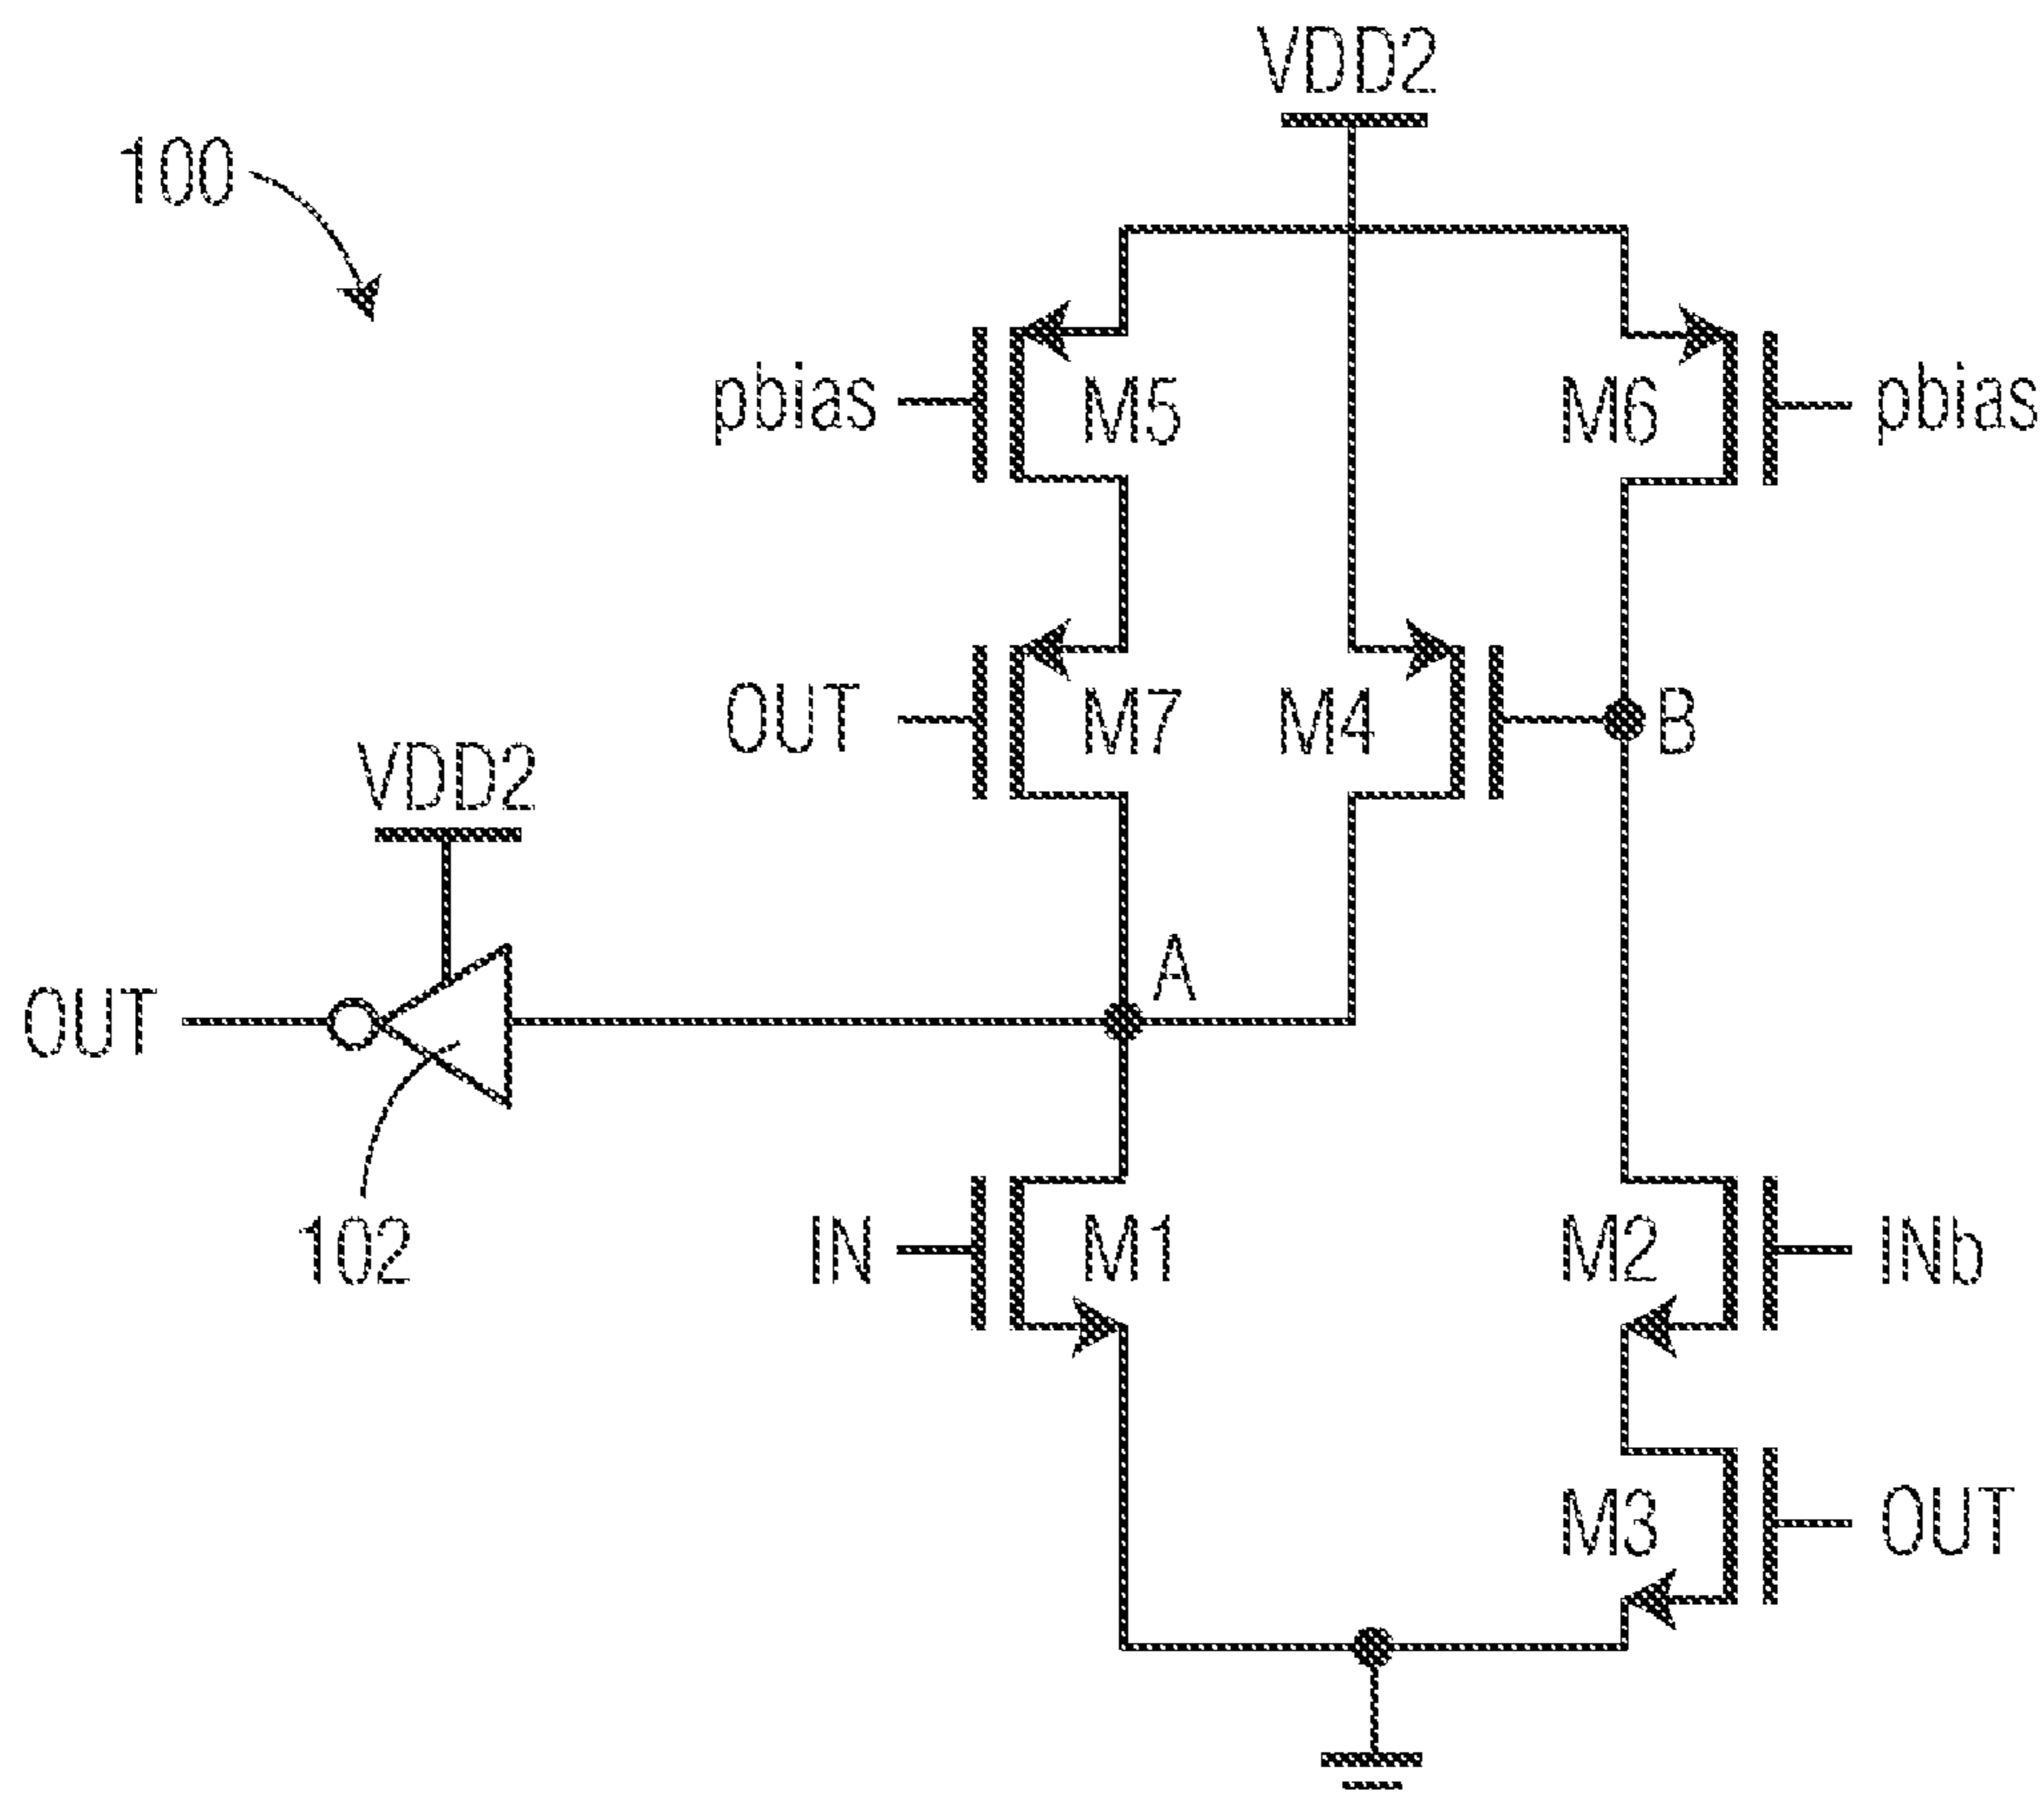 VDD2
100
pbias M5 M6 pbias
OUT M7 M4 B
VDD2
A
OUT
102
IN M1 M2 INb
M3 OUT